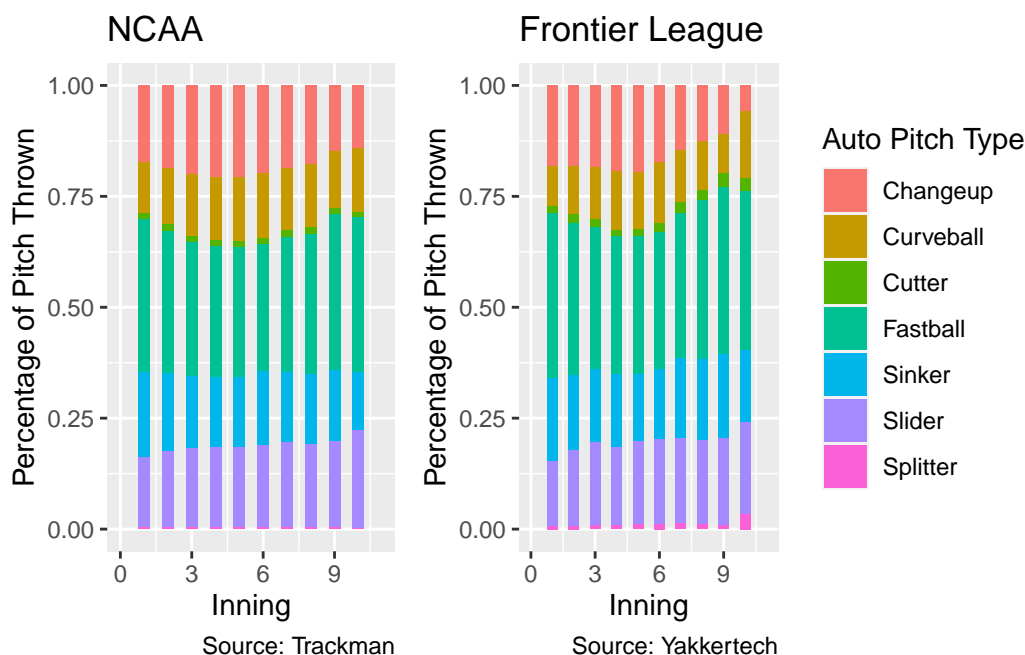 NCAA
Percentage of Pitch Thrown
1.00
0.75
0.50
0.25
0.00
0 3 6 9
Inning
Source: Trackman
Frontier League
Percentage of Pitch Thrown
1.00
0.75
0.50
0.25
0.00
0 3 6 9
Inning
Source: Yakkertech
Auto Pitch Type
Changeup
Curveball
Cutter
Fastball
Sinker
Slider
Splitter